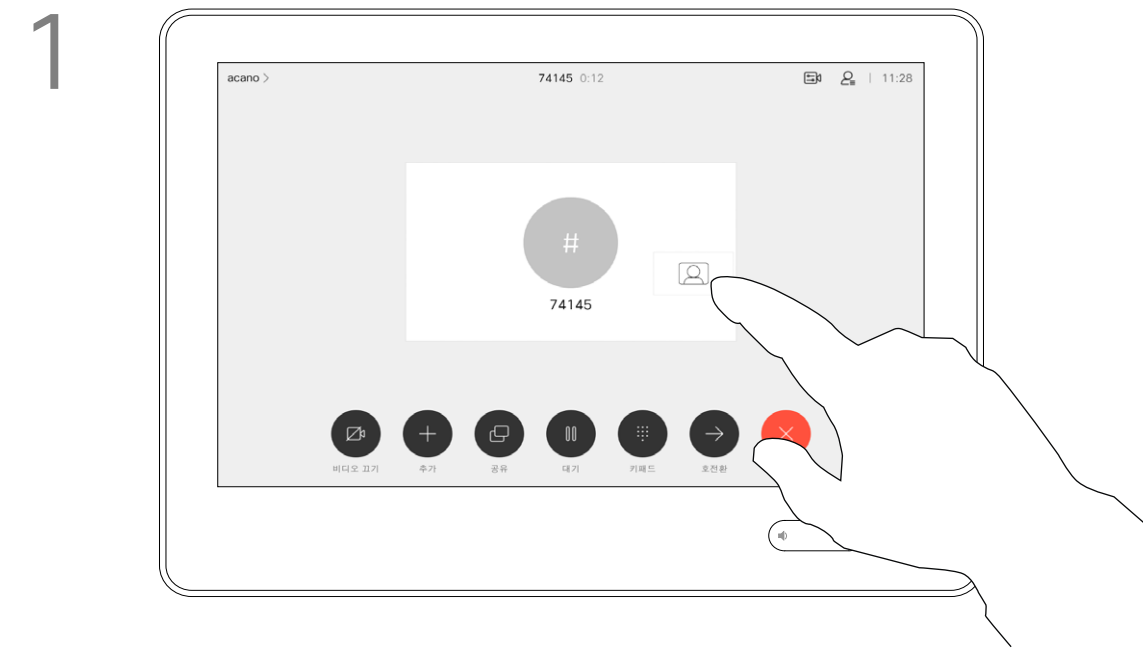 1
acano >
74145 0:12
11:28
#
74145
비디오 끄기
추가
공유
대기
키패드
호전환